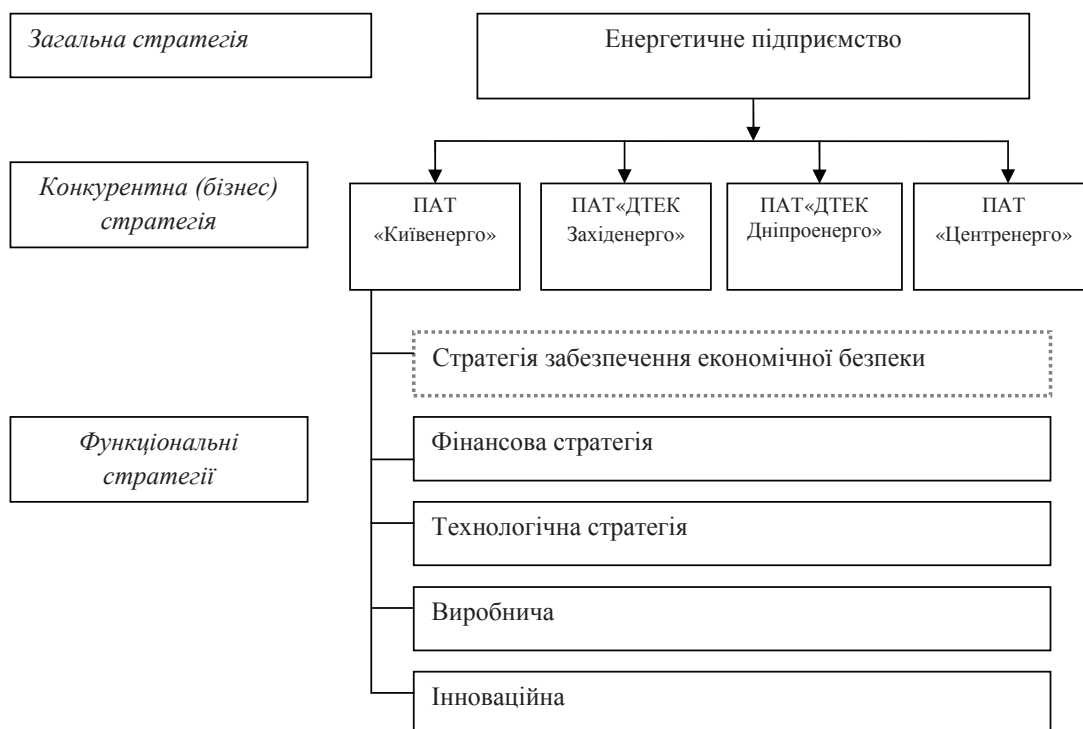 Загальна стратегія
Енергетичне підприємство
Конкурентна (бізнес)
стратегія
ПАТ
«Київенерго»
ПАТ«ДТЕК
Західенерго»
ПАТ«ДТЕК
Дніпроенерго»
ПАТ
«Центренерго»
Стратегія забезпечення економічної безпеки
Функціональні
стратегії
Фінансова стратегія
Технологічна стратегія
Виробнича
Інноваційна